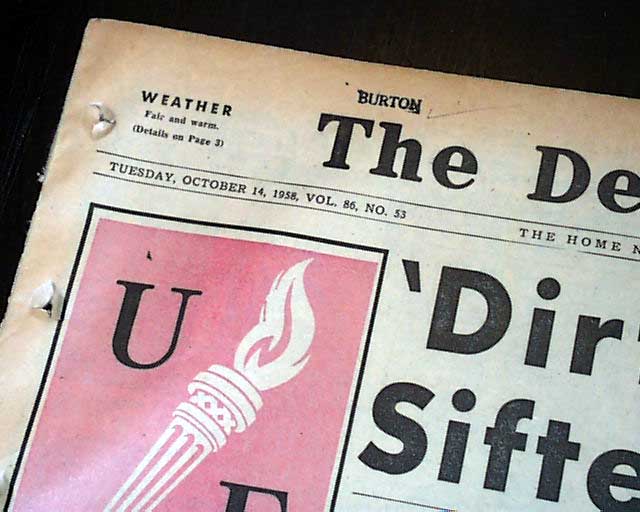 WEATHER
Fair and warm.
(Details on Page 3)
BURTON
The De
TUESDAY, OCTOBER 14, 1958, VOL. 86, NO. 53
THE HOME N
U
F
'Dir
Sifte